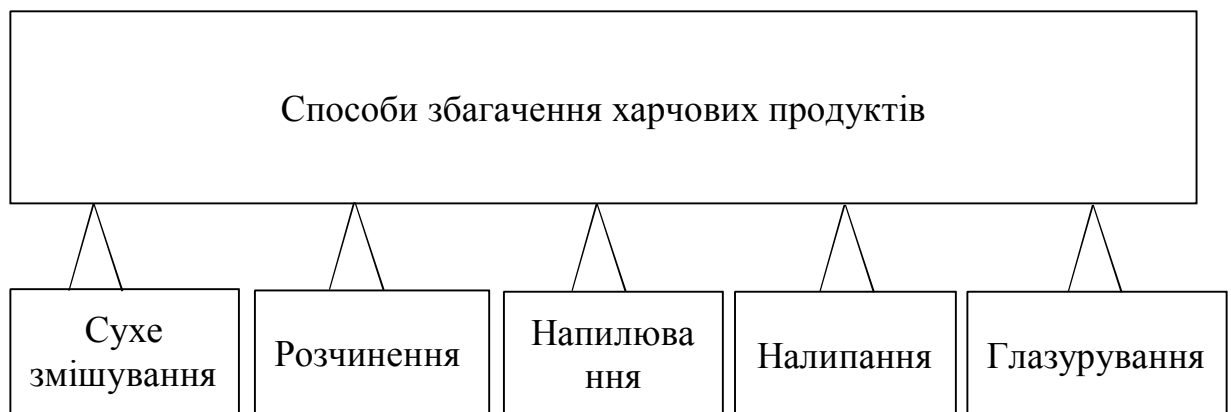 Способи збагачення харчових продуктів
Сухе
змішування
Розчинення
Напилюва
ння
Налипання
Глазурування